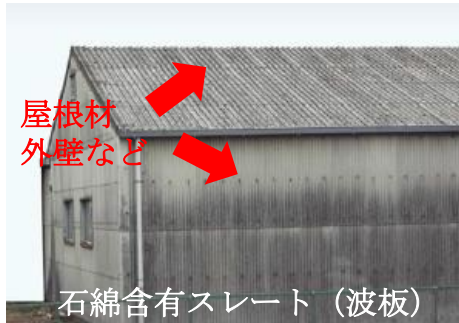 屋根材
外壁など
石綿含有スレート（波板）